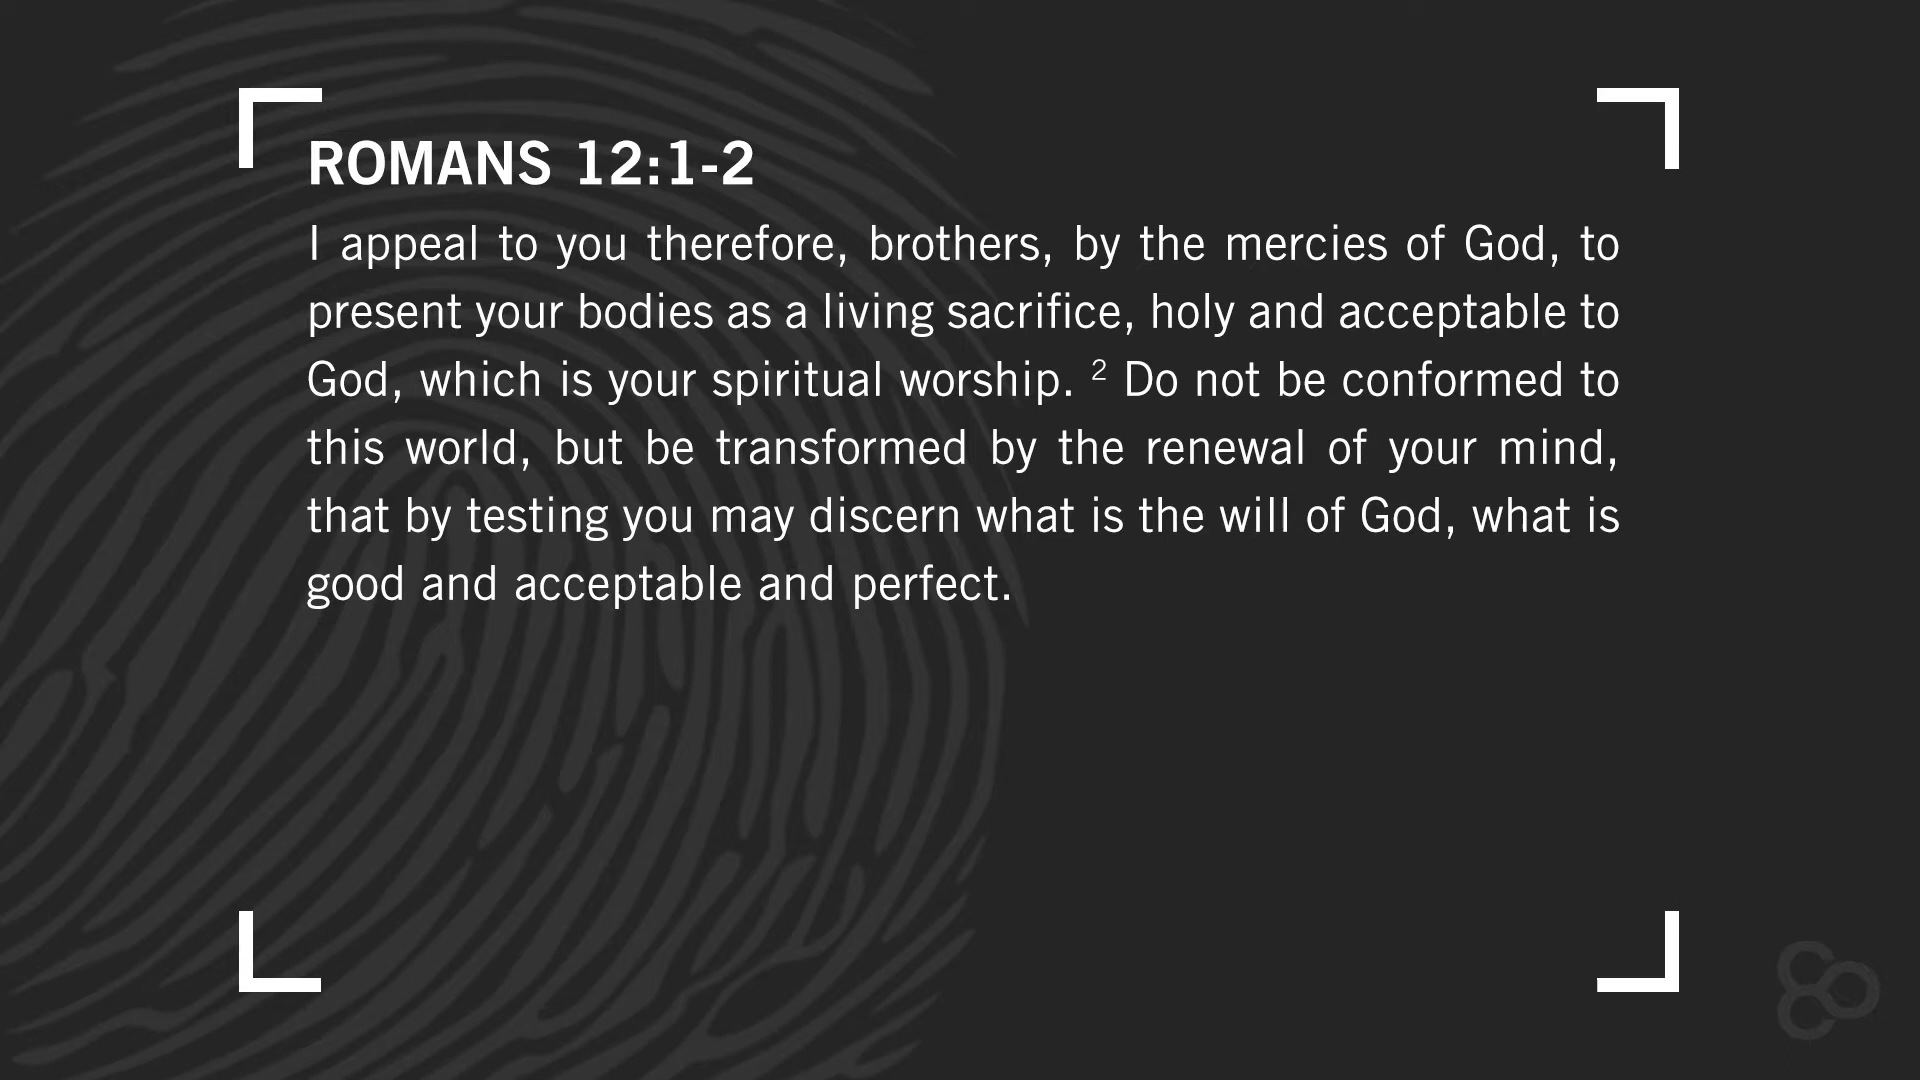 ROMANS 12:1-2
I appeal to you therefore, brothers, by the mercies of God, to
present your bodies as a living sacrifice, holy and acceptable to
God, which is your spiritual worship. ² Do not be conformed to
this world, but be transformed by the renewal of your mind,
that by testing you may discern what is the will of God, what is
good and acceptable and perfect.